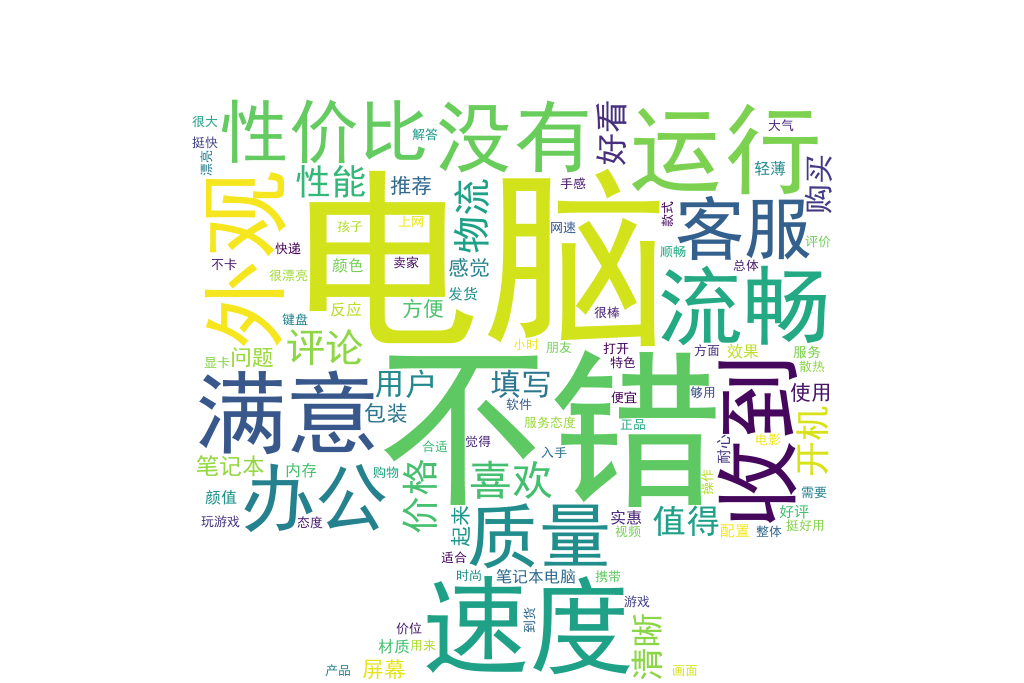 很大
性价比
解答
没有
好看
运行
大气
挺快
漂亮
性能
推荐
物流
手感
轻薄
购买
外观
电脑
孩子
上网
网速
款式
客服
评价
快递
卖家
顺畅
不卡
很漂亮
颜色
感觉
总体
流畅
键盘
反应
方便
发货
很棒
显卡
问题
评论
小时
朋友
打开
特色
方面
效果
服务
散热
满意
用户
包装
不错
填写
软件
便宜
够用
收到
使用
服务态度
正品
合适
觉得
入手
耐心
电影
开机
笔记本
内存
购物
价格
喜欢
操作
需要
颜值
办公
玩游戏
态度
起来
质量
实惠
视频
值得
配置
整体
好评
挺好用
适合
时尚
笔记本电脑
携带
速度
到货
游戏
清晰
价位
材质
用来
产品
屏幕
画面